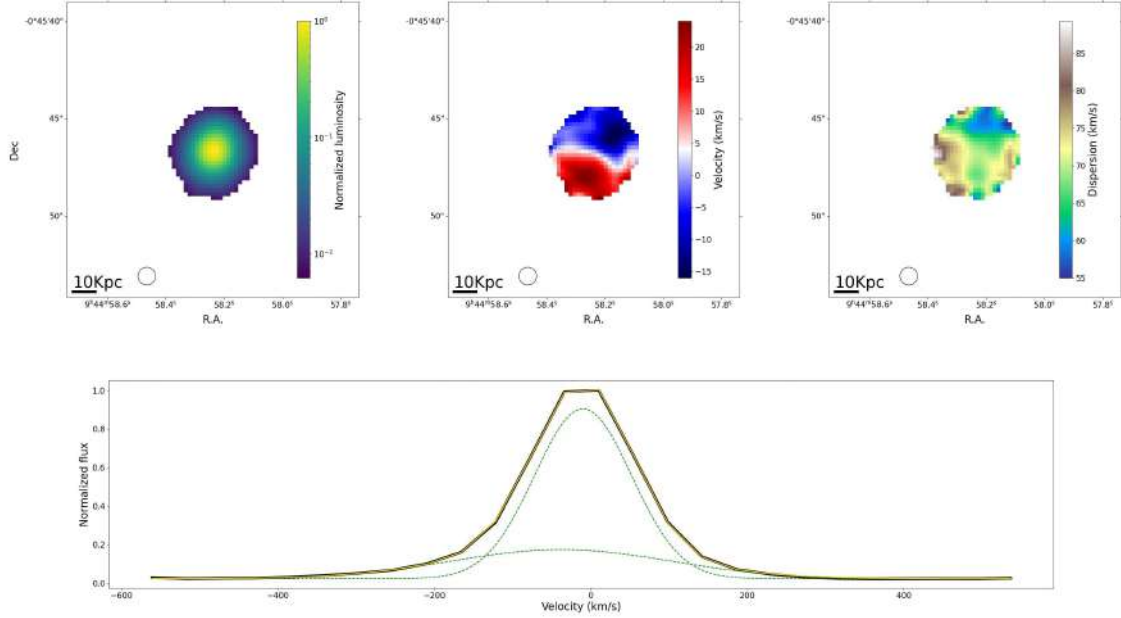 -0°45'40"
45"
50"
Dec
10⁰
10⁻¹
10⁻²
Normalized luminosity
10Kpc
9ʰ44ᵐ58.6ˢ
58.4ˢ
58.2ˢ
58.0ˢ
57.8ˢ
R.A.
-0°45'40"
45"
50"
20
15
10
5
0
−5
−10
−15
Velocity (km/s)
10Kpc
9ʰ44ᵐ58.6ˢ
58.4ˢ
58.2ˢ
58.0ˢ
57.8ˢ
R.A.
-0°45'40"
45"
50"
85
80
75
70
65
60
55
Dispersion (km/s)
10Kpc
9ʰ44ᵐ58.6ˢ
58.4ˢ
58.2ˢ
58.0ˢ
57.8ˢ
R.A.
1.0
0.8
0.6
0.4
0.2
0.0
Normalized flux
−600
−400
−200
0
200
400
Velocity (km/s)